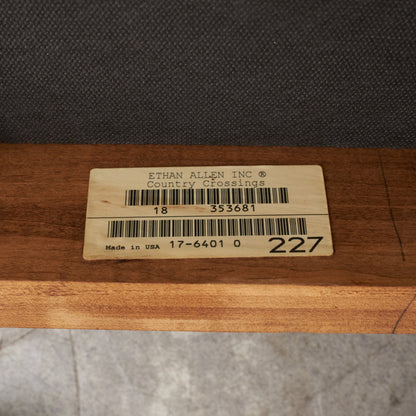 ETHAN ALLEN INC ®
Country Crossings
18 353681
Made in USA 17-6401 0 227